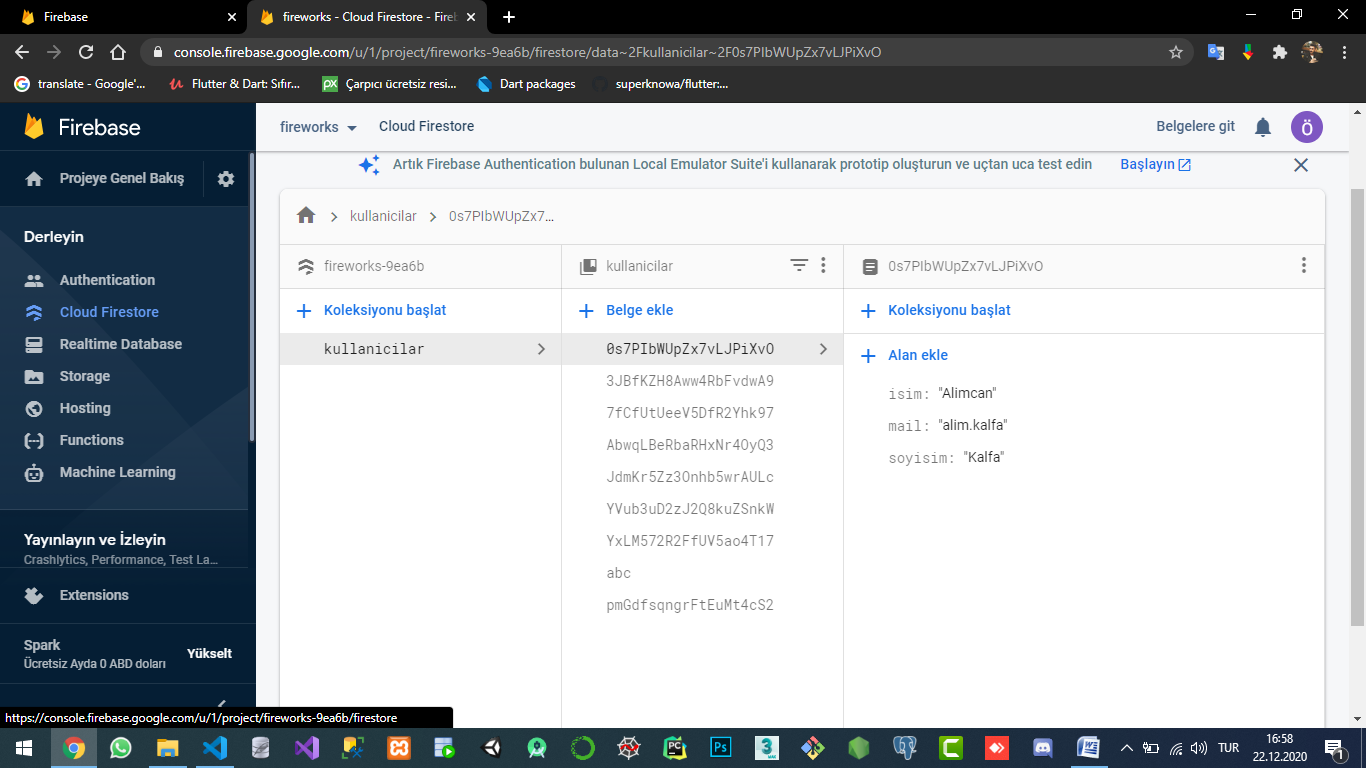 Firebase
fireworks - Cloud Firestore - Fireb
console.firebase.google.com/u/1/project/fireworks-9ea6b/firestore/data~2Fkullanicilar~2F0s7PIbWUpZx7vLJPiXvO
translate - Google'...
Flutter & Dart: Sıfır...
Çarpıcı ücretsiz resi...
Dart packages
superknowa/flutter:...
Firebase
fireworks
Cloud Firestore
Belgelere git
Ö
Artık Firebase Authentication bulunan Local Emulator Suite'i kullanarak prototip oluşturun ve uçtan uca test edin
Başlayın
Projeye Genel Bakış
Derleyin
Authentication
Cloud Firestore
Realtime Database
Storage
Hosting
Functions
Machine Learning
Yayınlayın ve İzleyin
Crashlytics, Performance, Test La...
Extensions
Spark
Ücretsiz Ayda 0 ABD doları
Yükselt
kullanicilar
0s7PIbWUpZx7...
fireworks-9ea6b
Koleksiyonu başlat
kullanicilar
kullanicilar
Belge ekle
0s7PIbWUpZx7vLJPiXvO
3JBfKZH8Aww4RbFvdwA9
7fCfUtUeeV5DfR2Yhk97
AbwqLBeRbaRHxNr4OyQ3
JdmKr5Zz3Onhb5wrAULc
YVub3uD2zJ2Q8kuZSnkW
YxLM572R2FfUV5ao4T17
abc
pmGdfsqngrFtEuMt4cS2
0s7PIbWUpZx7vLJPiXvO
Koleksiyonu başlat
Alan ekle
isim: "Alimcan"
mail: "alim.kalfa"
soyisim: "Kalfa"
https://console.firebase.google.com/u/1/project/fireworks-9ea6b/firestore
TUR
16:58
22.12.2020
1